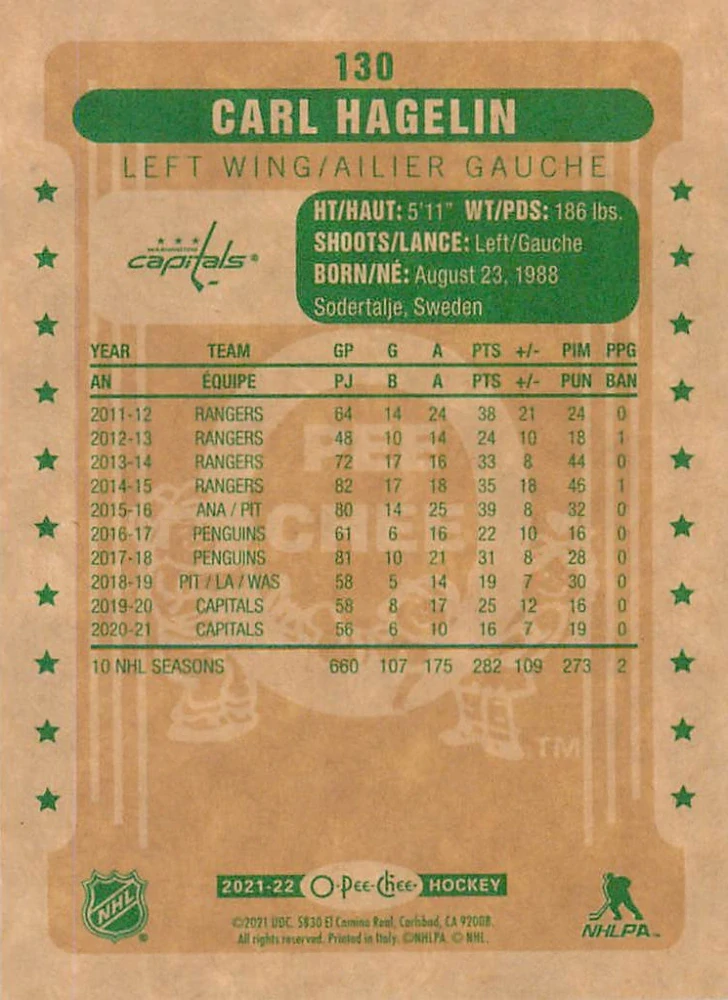 130
CARL HAGELIN
LEFT WING/AILIER GAUCHE
HT/HAUT: 5'11" WT/PDS: 186 lbs.
SHOOTS/LANCE: Left/Gauche
BORN/NÉ: August 23, 1988
Sodertalje, Sweden
WASHINGTON
capitals®
YEAR TEAM GP G A PTS +/- PIM PPG
AN ÉQUIPE PJ B A PTS +/- PUN BAN
2011-12 RANGERS 64 14 24 38 21 24 0
2012-13 RANGERS 48 10 14 24 10 18 1
2013-14 RANGERS 72 17 16 33 8 44 0
2014-15 RANGERS 82 17 18 35 18 46 1
2015-16 ANA / PIT 80 14 25 39 8 32 0
2016-17 PENGUINS 61 6 16 22 10 16 0
2017-18 PENGUINS 81 10 21 31 8 28 0
2018-19 PIT / LA / WAS 58 5 14 19 7 30 0
2019-20 CAPITALS 58 8 17 25 12 16 0
2020-21 CAPITALS 56 6 10 16 7 19 0
10 NHL SEASONS 660 107 175 282 109 273 2
PEE
CHEE
TM
NHL ®
2021-22 O-Pee-Chee HOCKEY
©2021 UDC. 5830 El Camino Real, Carlsbad, CA 92008.
All rights reserved. Printed in Italy. ©NHLPA. © NHL.
NHLPA™